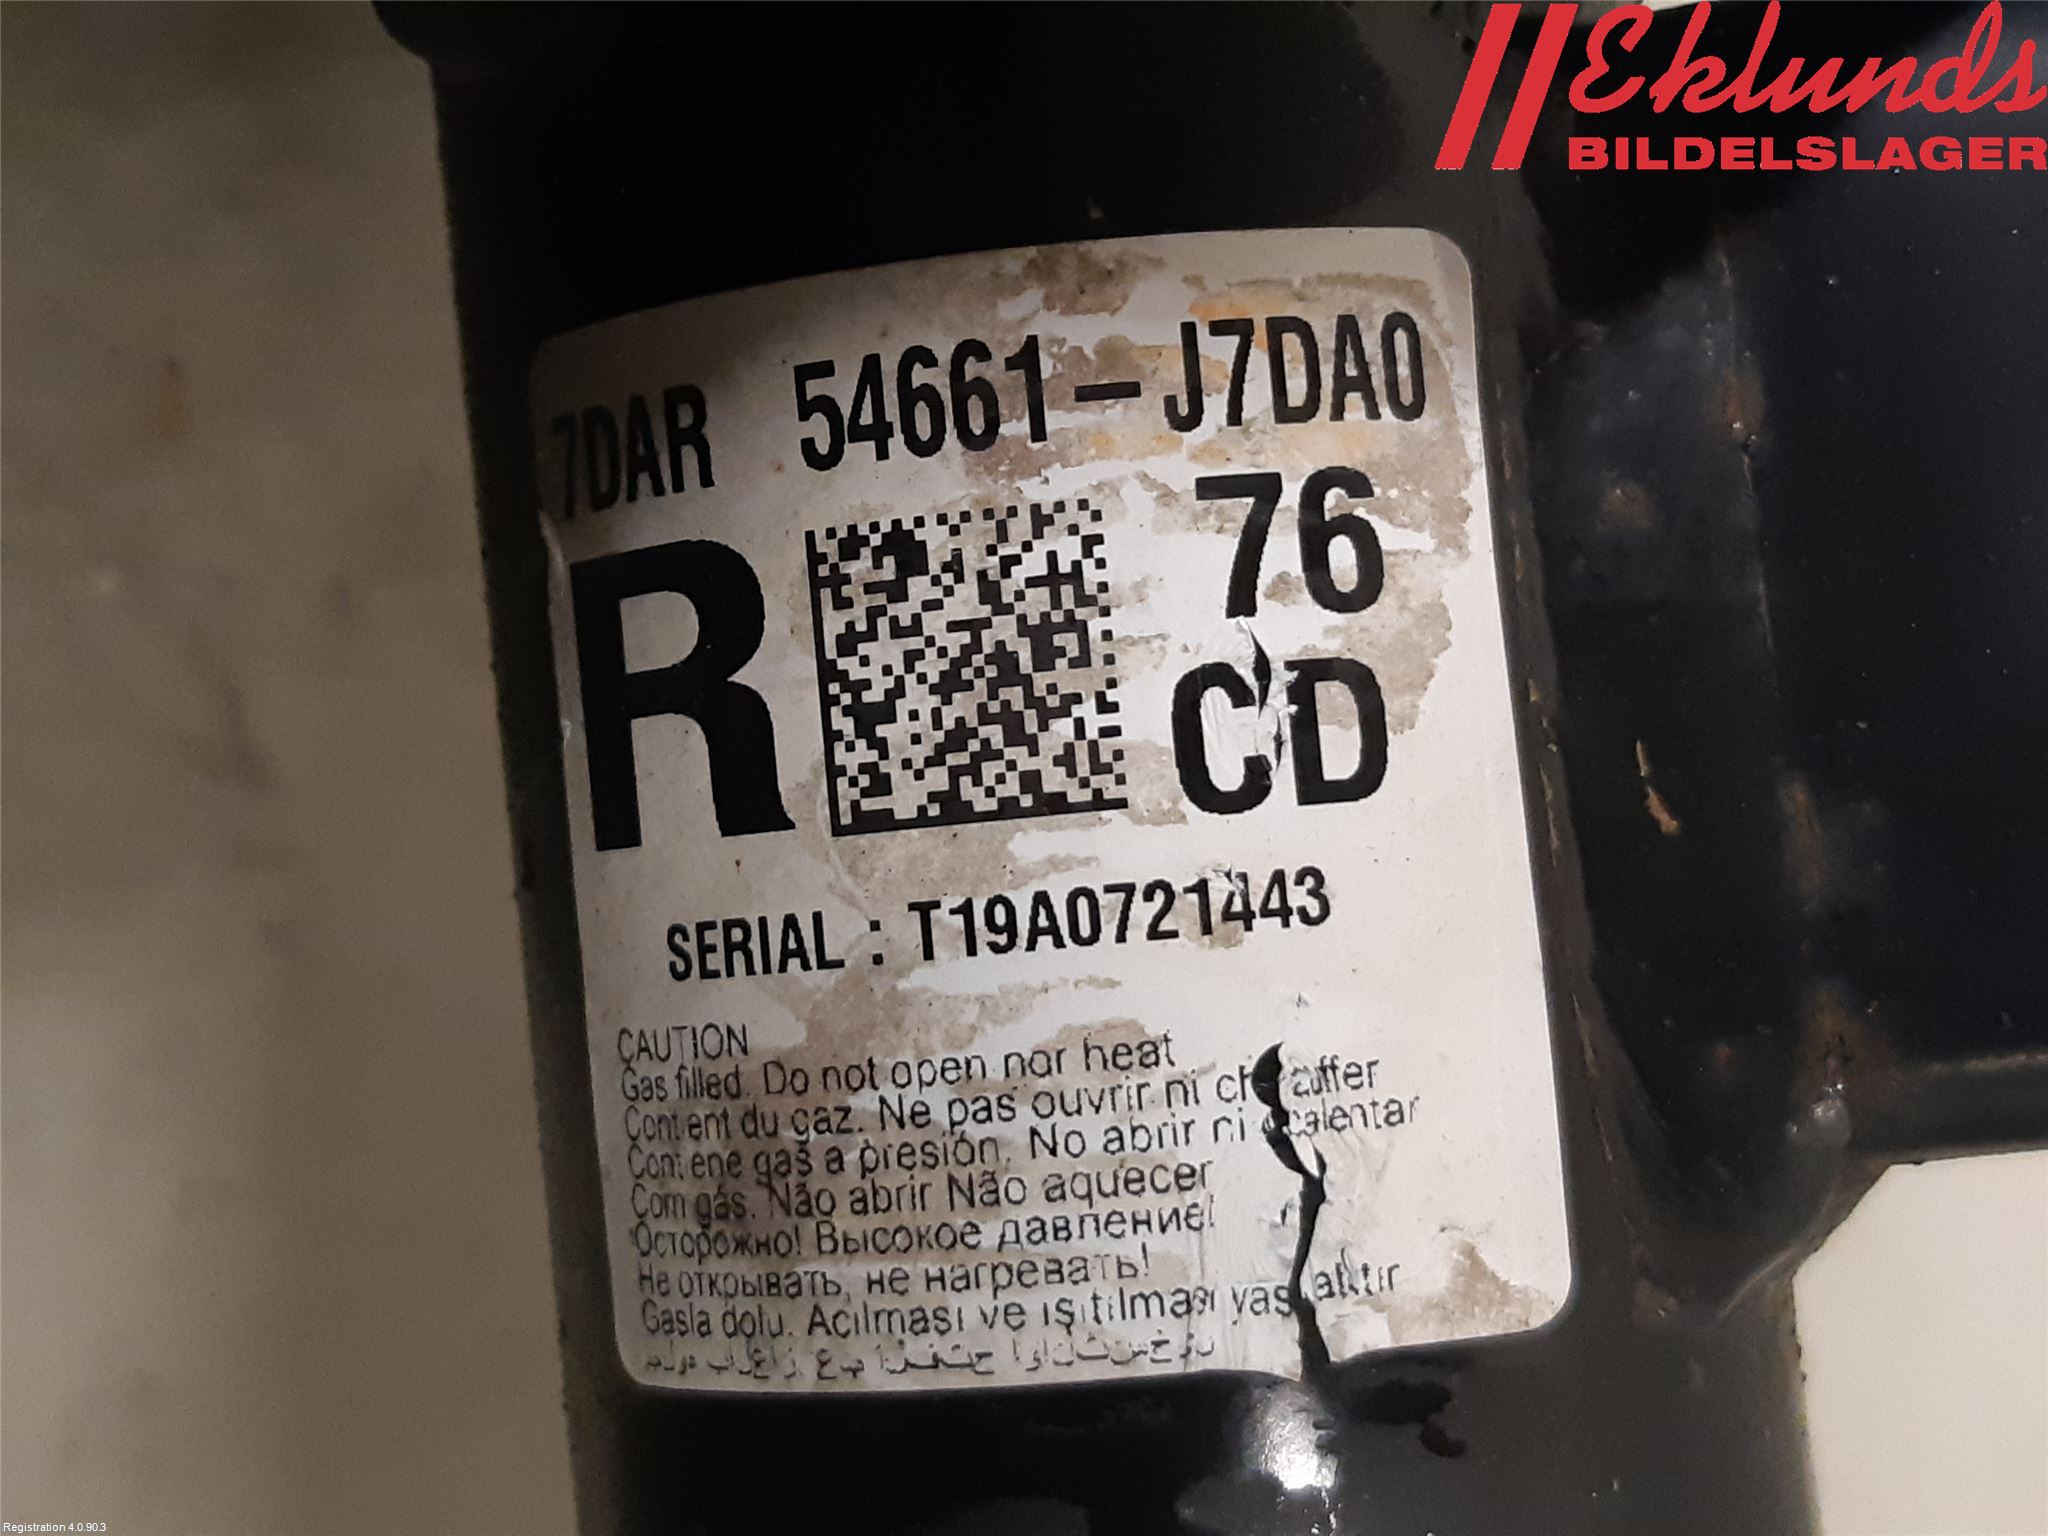 Eklunds
BILDELSLAGER
7DAR 54661-J7DA0
R
76
CD
SERIAL : T19A0721443
CAUTION
Gas filled. Do not open nor heat
Contient du gaz. Ne pas ouvrir ni chauffer
Contiene gas a presión. No abrir ni calentar
Com gás. Não abrir Não aquecer
Осторожно! Высокое давление!
Не открывать, не нагревать!
Gasla dolu. Açılması ve ısıtılması yasaktır
Registration 4.0.90.3